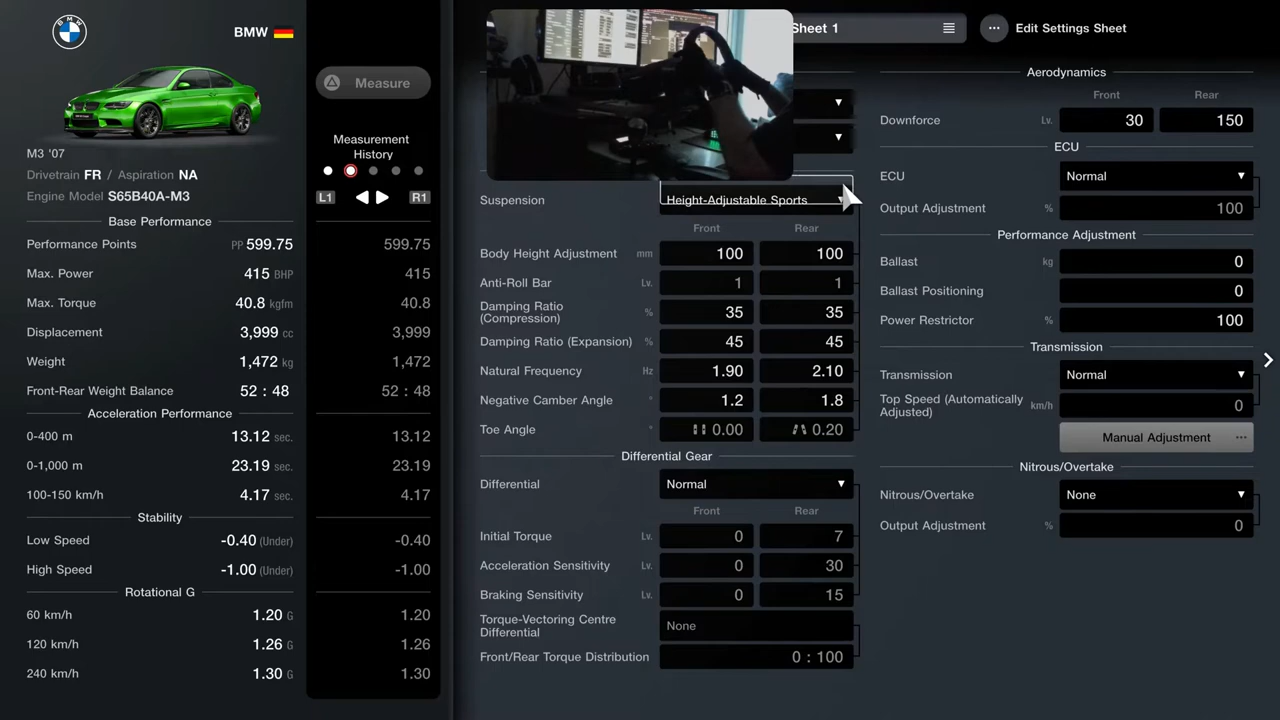 BMW
M3 '07
Drivetrain FR / Aspiration NA
Engine Model S65B40A-M3
Base Performance
Performance Points PP 599.75
Max. Power 415 BHP
Max. Torque 40.8 kgfm
Displacement 3,999 cc
Weight 1,472 kg
Front-Rear Weight Balance 52 : 48
Acceleration Performance
0-400 m 13.12 sec.
0-1,000 m 23.19 sec.
100-150 km/h 4.17 sec.
Stability
Low Speed -0.40 (Under)
High Speed -1.00 (Under)
Rotational G
60 km/h 1.20 G
120 km/h 1.26 G
240 km/h 1.30 G
Measure
Measurement
History
L1 R1
599.75
415
40.8
3,999
1,472
52 : 48
13.12
23.19
4.17
-0.40
-1.00
1.20
1.26
1.30
Sheet 1
Edit Settings Sheet
Suspension Height-Adjustable Sports
Front Rear
Body Height Adjustment mm 100 100
Anti-Roll Bar Lv. 1 1
Damping Ratio
(Compression) % 35 35
Damping Ratio (Expansion) % 45 45
Natural Frequency Hz 1.90 2.10
Negative Camber Angle ° 1.2 1.8
Toe Angle ° 0.00 0.20
Differential Gear
Differential Normal
Front Rear
Initial Torque Lv. 0 7
Acceleration Sensitivity Lv. 0 30
Braking Sensitivity Lv. 0 15
Torque-Vectoring Centre
Differential None
Front/Rear Torque Distribution 0 : 100
Aerodynamics
Front Rear
Downforce Lv. 30 150
ECU
ECU Normal
Output Adjustment % 100
Performance Adjustment
Ballast kg 0
Ballast Positioning 0
Power Restrictor % 100
Transmission
Transmission Normal
Top Speed (Automatically
Adjusted) km/h 0
Manual Adjustment
Nitrous/Overtake
Nitrous/Overtake None
Output Adjustment % 0